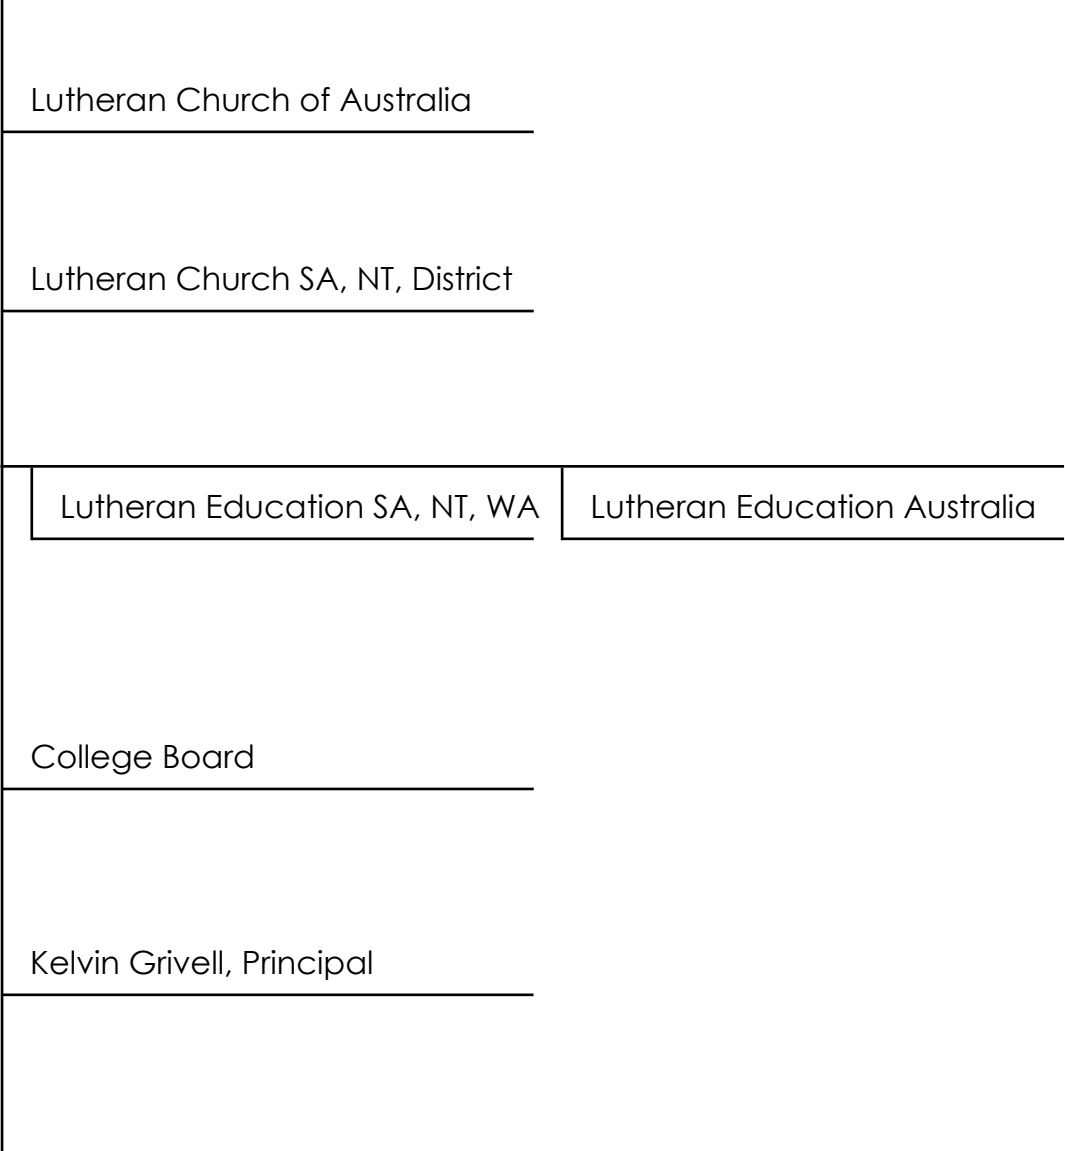 Lutheran Church of Australia
Lutheran Church SA, NT, District
Lutheran Education SA, NT, WA
Lutheran Education Australia
College Board
Kelvin Grivell, Principal